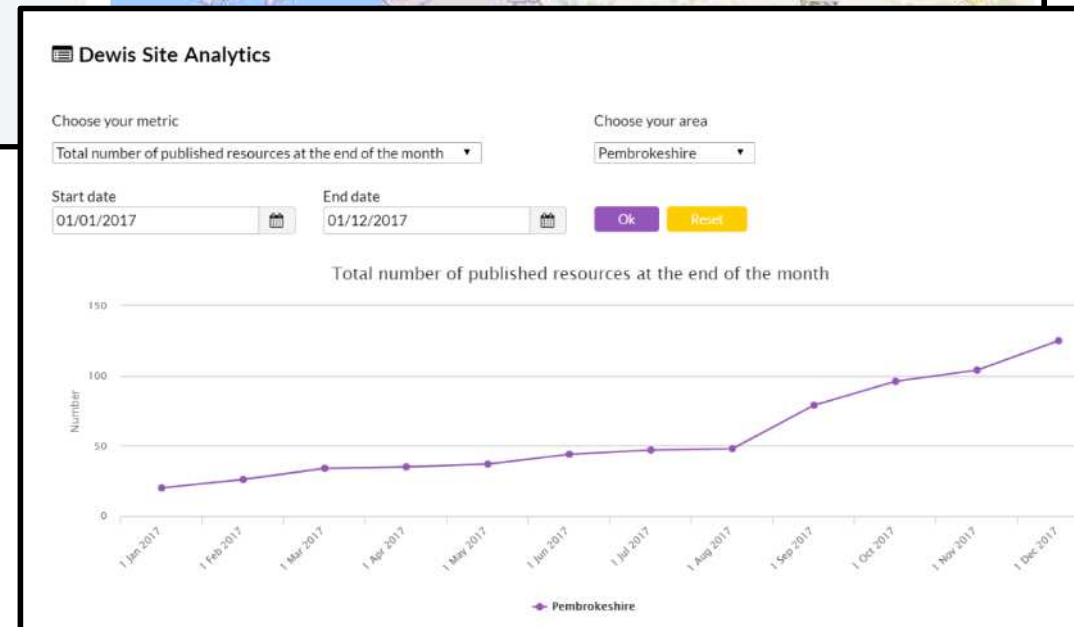 Dewis Site Analytics
Choose your metric
Choose your area
Total number of published resources at the end of the month
Pembrokeshire
Start date
End date
01/01/2017
01/12/2017
Ok
Reset
Total number of published resources at the end of the month
150
100
50
0
Number
1 Jan 2017
1 Feb 2017
1 Mar 2017
1 Apr 2017
1 May 2017
1 Jun 2017
1 Jul 2017
1 Aug 2017
1 Sep 2017
1 Oct 2017
1 Nov 2017
1 Dec 2017
Pembrokeshire